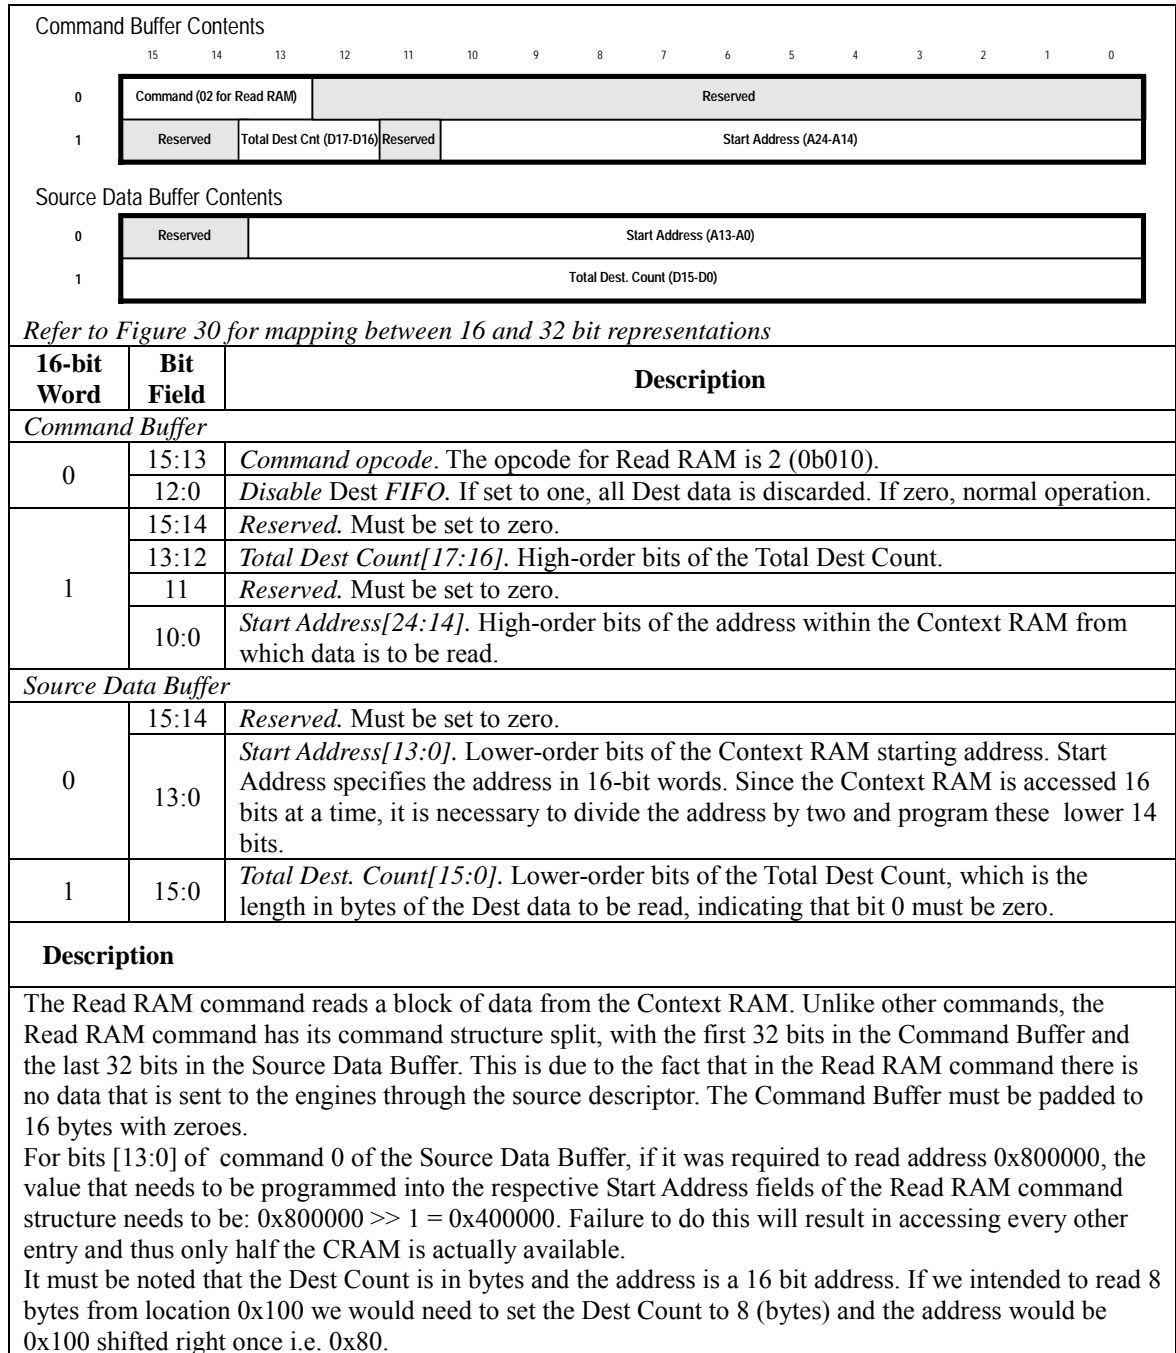 Command Buffer Contents
15 14 13 12 11 10 9 8 7 6 5 4 3 2 1 0
0 Command (02 for Read RAM) Reserved
1 Reserved Total Dest Cnt (D17-D16) Reserved Start Address (A24-A14)
Source Data Buffer Contents
0 Reserved Start Address (A13-A0)
1 Total Dest. Count (D15-D0)
Refer to Figure 30 for mapping between 16 and 32 bit representations
16-bit Word Bit Field Description
Command Buffer
0 15:13 Command opcode. The opcode for Read RAM is 2 (0b010).
12:0 Disable Dest FIFO. If set to one, all Dest data is discarded. If zero, normal operation.
1 15:14 Reserved. Must be set to zero.
13:12 Total Dest Count[17:16]. High-order bits of the Total Dest Count.
11 Reserved. Must be set to zero.
10:0 Start Address[24:14]. High-order bits of the address within the Context RAM from
which data is to be read.
Source Data Buffer
0 15:14 Reserved. Must be set to zero.
13:0 Start Address[13:0]. Lower-order bits of the Context RAM starting address. Start
Address specifies the address in 16-bit words. Since the Context RAM is accessed 16
bits at a time, it is necessary to divide the address by two and program these lower 14
bits.
1 15:0 Total Dest. Count[15:0]. Lower-order bits of the Total Dest Count, which is the
length in bytes of the Dest data to be read, indicating that bit 0 must be zero.
Description
The Read RAM command reads a block of data from the Context RAM. Unlike other commands, the
Read RAM command has its command structure split, with the first 32 bits in the Command Buffer and
the last 32 bits in the Source Data Buffer. This is due to the fact that in the Read RAM command there is
no data that is sent to the engines through the source descriptor. The Command Buffer must be padded to
16 bytes with zeroes.
For bits [13:0] of command 0 of the Source Data Buffer, if it was required to read address 0x800000, the
value that needs to be programmed into the respective Start Address fields of the Read RAM command
structure needs to be: 0x800000 >> 1 = 0x400000. Failure to do this will result in accessing every other
entry and thus only half the CRAM is actually available.
It must be noted that the Dest Count is in bytes and the address is a 16 bit address. If we intended to read 8
bytes from location 0x100 we would need to set the Dest Count to 8 (bytes) and the address would be
0x100 shifted right once i.e. 0x80.